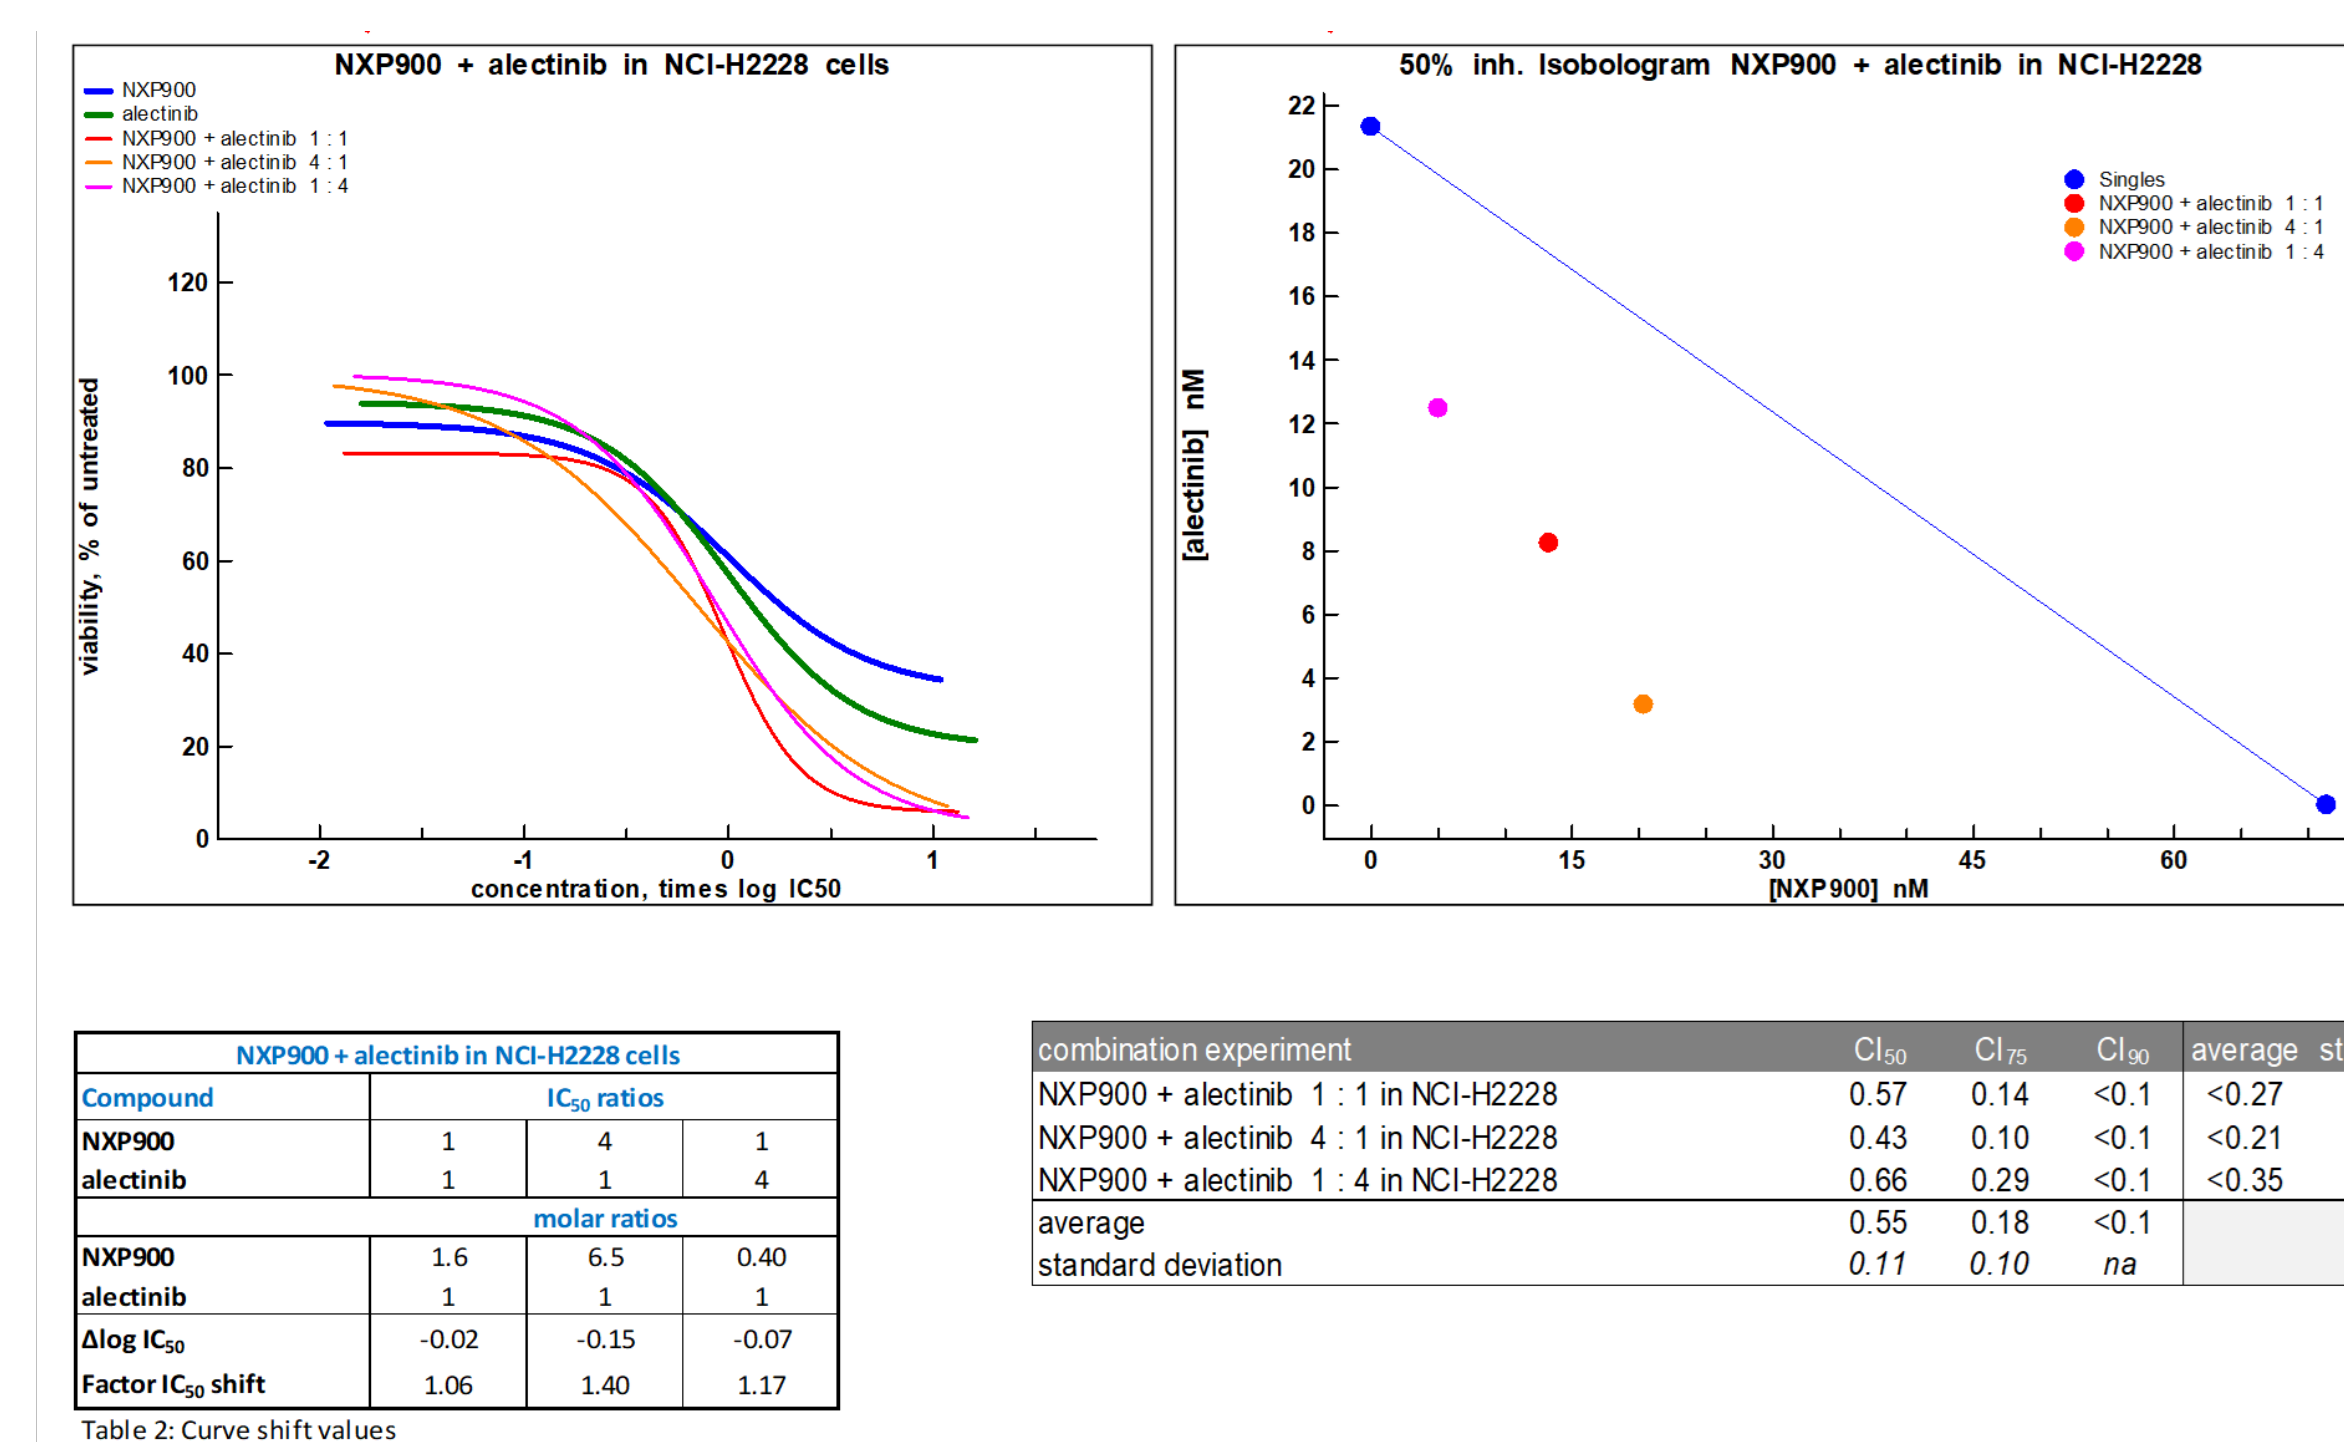 NXP900 + alectinib in NCI-H2228 cells
NXP900
alectinib
NXP900 + alectinib 1 : 1
NXP900 + alectinib 4 : 1
NXP900 + alectinib 1 : 4
120
100
80
60
40
20
0
viability, % of untreated
-2 -1 0 1
concentration, times log IC50
50% inh. Isobologram NXP900 + alectinib in NCI-H2228
22
20
18
16
14
12
10
8
6
4
2
0
[alectinib] nM
Singles
NXP900 + alectinib 1 : 1
NXP900 + alectinib 4 : 1
NXP900 + alectinib 1 : 4
0 15 30 45 60
[NXP900] nM
NXP900 + alectinib in NCI-H2228 cells
Compound IC50 ratios
NXP900 1 4 1
alectinib 1 1 4
molar ratios
NXP900 1.6 6.5 0.40
alectinib 1 1 1
Δlog IC50 -0.02 -0.15 -0.07
Factor IC50 shift 1.06 1.40 1.17
Table 2: Curve shift values
combination experiment CI50 CI75 CI90 average st
NXP900 + alectinib 1 : 1 in NCI-H2228 0.57 0.14 <0.1 <0.27
NXP900 + alectinib 4 : 1 in NCI-H2228 0.43 0.10 <0.1 <0.21
NXP900 + alectinib 1 : 4 in NCI-H2228 0.66 0.29 <0.1 <0.35
average 0.55 0.18 <0.1
standard deviation 0.11 0.10 na